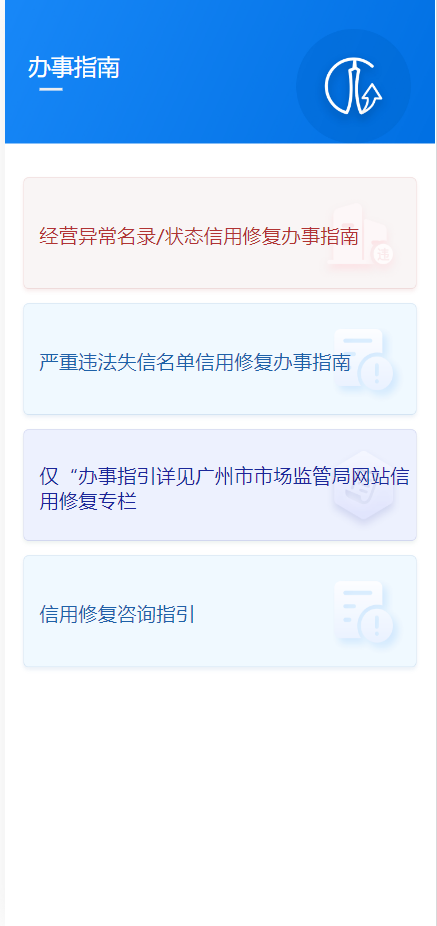 办事指南
经营异常名录/状态信用修复办事指南
严重违法失信名单信用修复办事指南
仅“办事指引详见广州市市场监管局网站信
用修复专栏
信用修复咨询指引